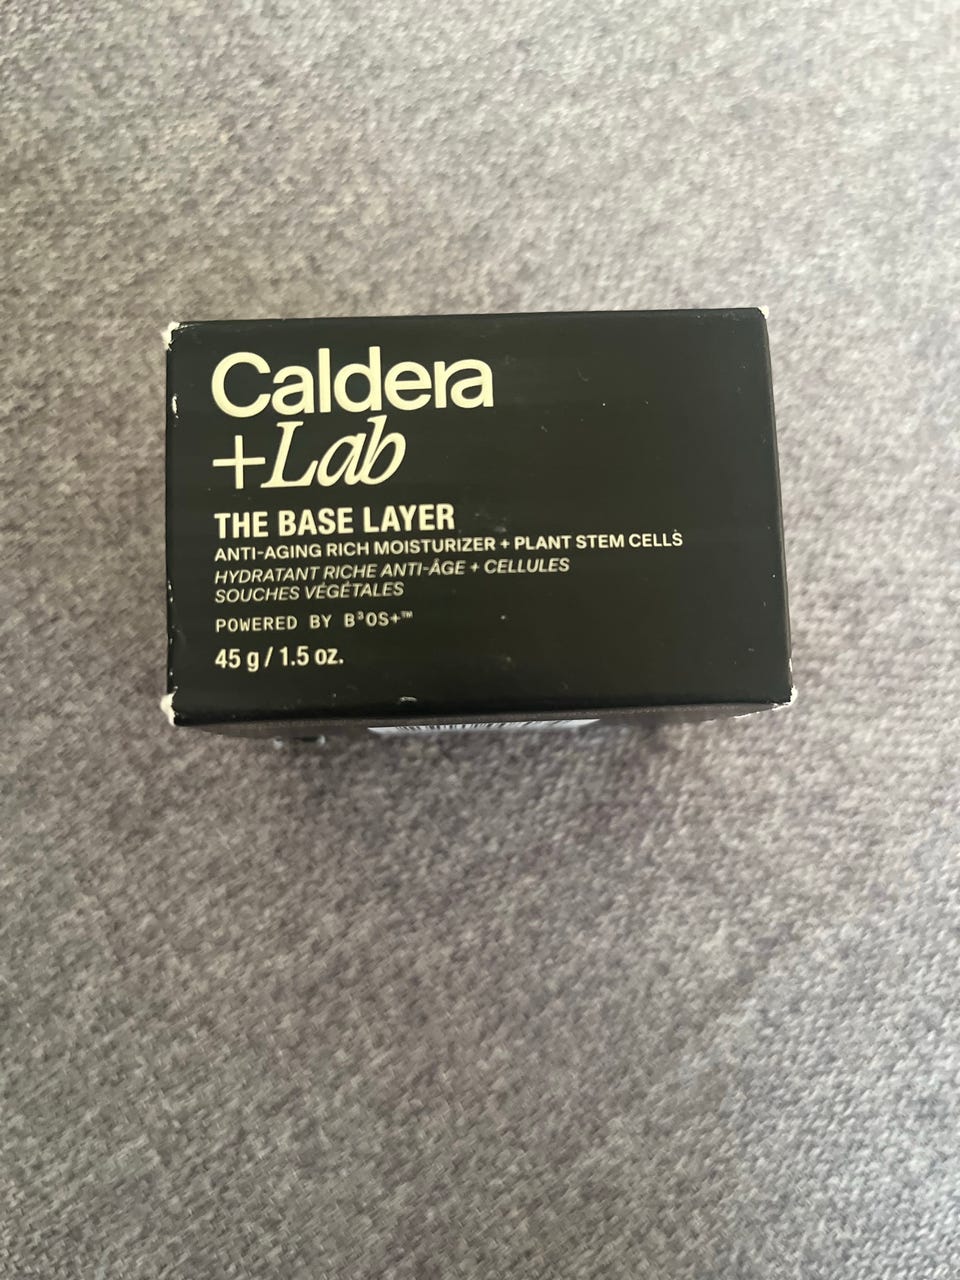 Caldera
+Lab
THE BASE LAYER
ANTI-AGING RICH MOISTURIZER + PLANT STEM CELLS
HYDRATANT RICHE ANTI-ÂGE + CELLULES
SOUCHES VÉGÉTALES
POWERED BY B³OS+™
45 g / 1.5 oz.